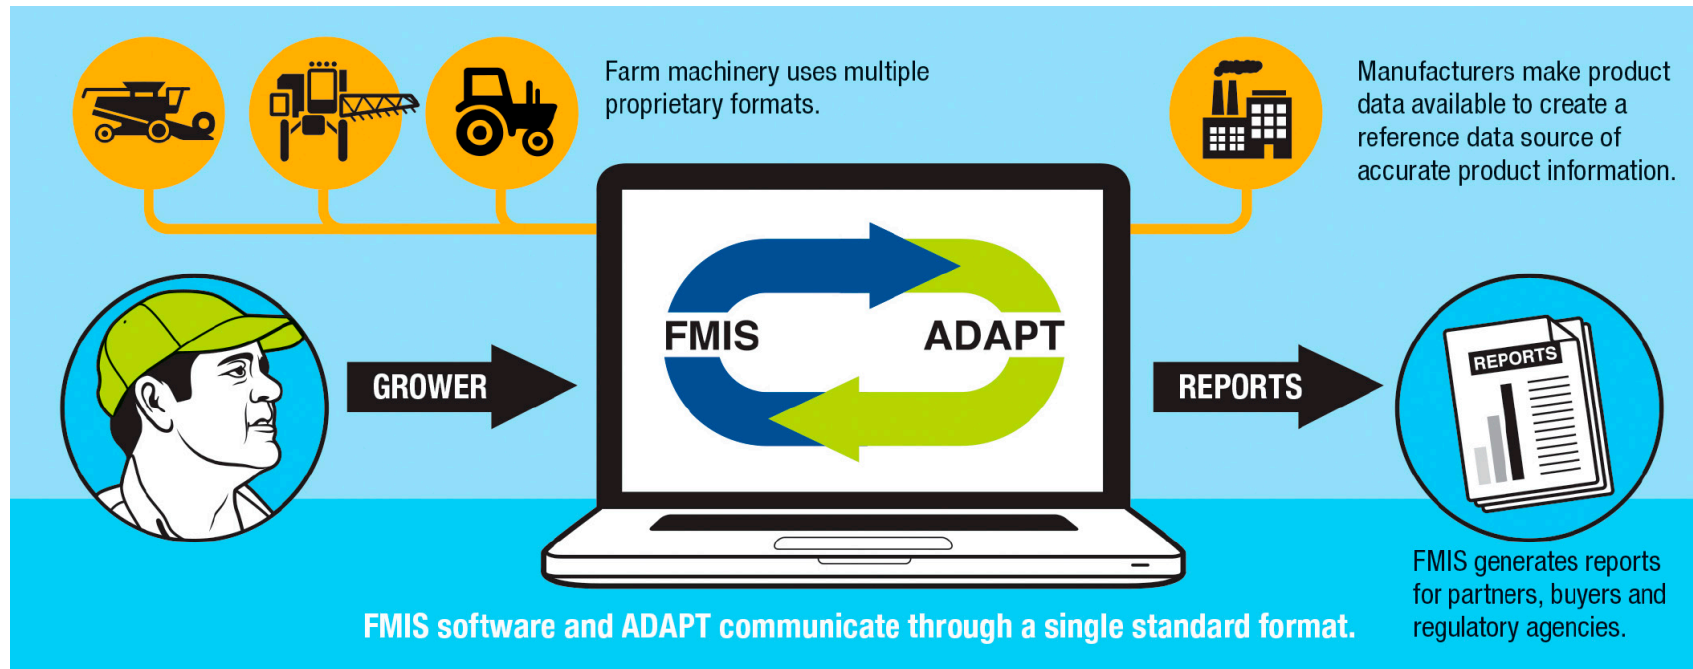 Farm machinery uses multiple
proprietary formats.
Manufacturers make product
data available to create a
reference data source of
accurate product information.
FMIS
ADAPT
GROWER
REPORTS
REPORTS
FMIS generates reports
for partners, buyers and
regulatory agencies.
FMIS software and ADAPT communicate through a single standard format.